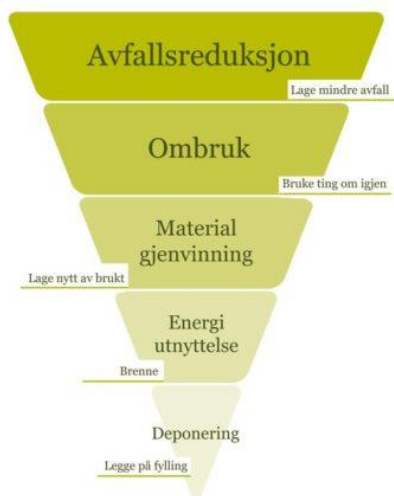 Avfallsreduksjon
Lage mindre avfall
Ombruk
Bruke ting om igjen
Material
gjenvinning
Lage nytt av brukt
Energi
utnyttelse
Brenne
Deponering
Legge på fylling